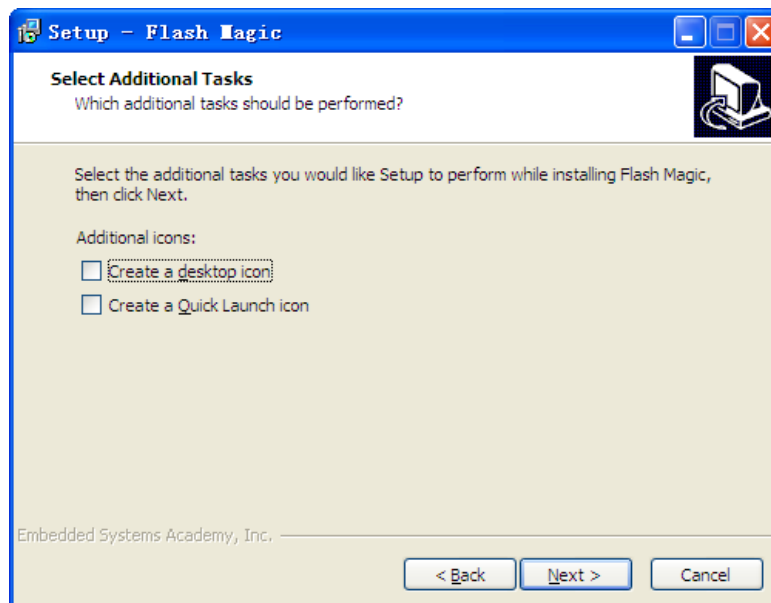 Setup - Flash Magic
Select Additional Tasks
Which additional tasks should be performed?
Select the additional tasks you would like Setup to perform while installing Flash Magic,
then click Next.
Additional icons:
Create a desktop icon
Create a Quick Launch icon
Embedded Systems Academy, Inc.
< Back Next > Cancel